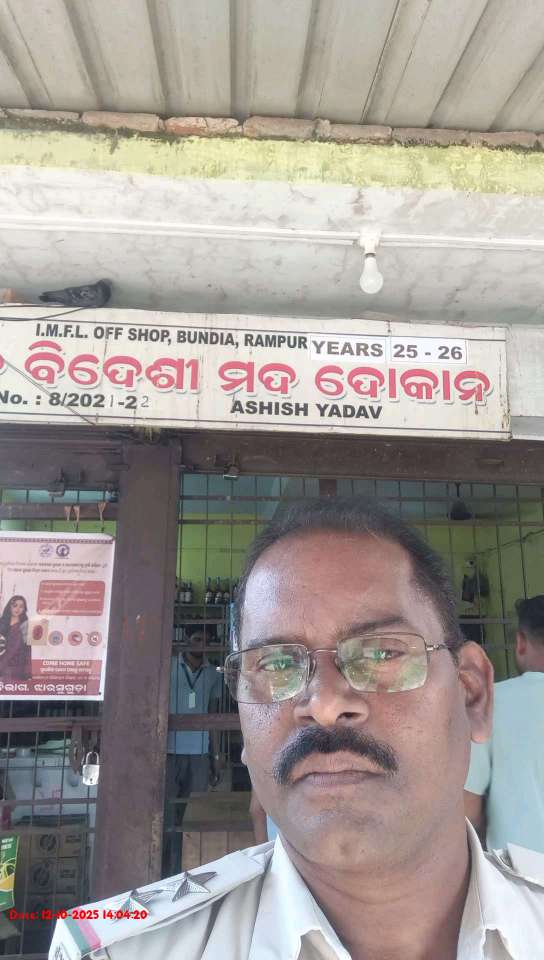 I.M.F.L. OFF SHOP, BUNDIA, RAMPUR YEARS 25 - 26
ବିଦେଶୀ ମଦ ଦୋକାନ
No. : 8/2021-22 ASHISH YADAV
COME HOME SAFE
ଝାରସୁଗୁଡ଼ା
Date: 12-10-2025 14:04:20